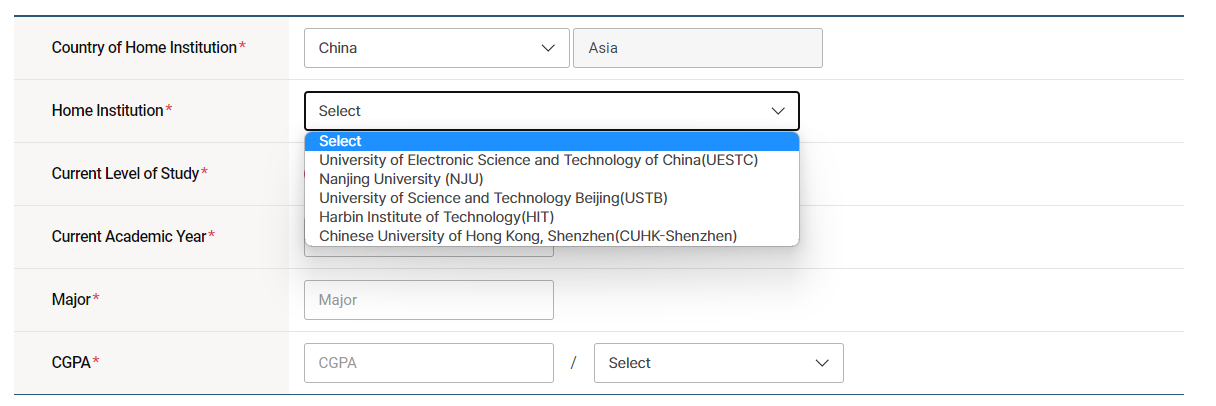 Country of Home Institution* China Asia
Home Institution* Select
Select
University of Electronic Science and Technology of China(UESTC)
Nanjing University (NJU)
University of Science and Technology Beijing(USTB)
Harbin Institute of Technology(HIT)
Chinese University of Hong Kong, Shenzhen(CUHK-Shenzhen)
Current Level of Study*
Current Academic Year*
Major* Major
CGPA* CGPA / Select